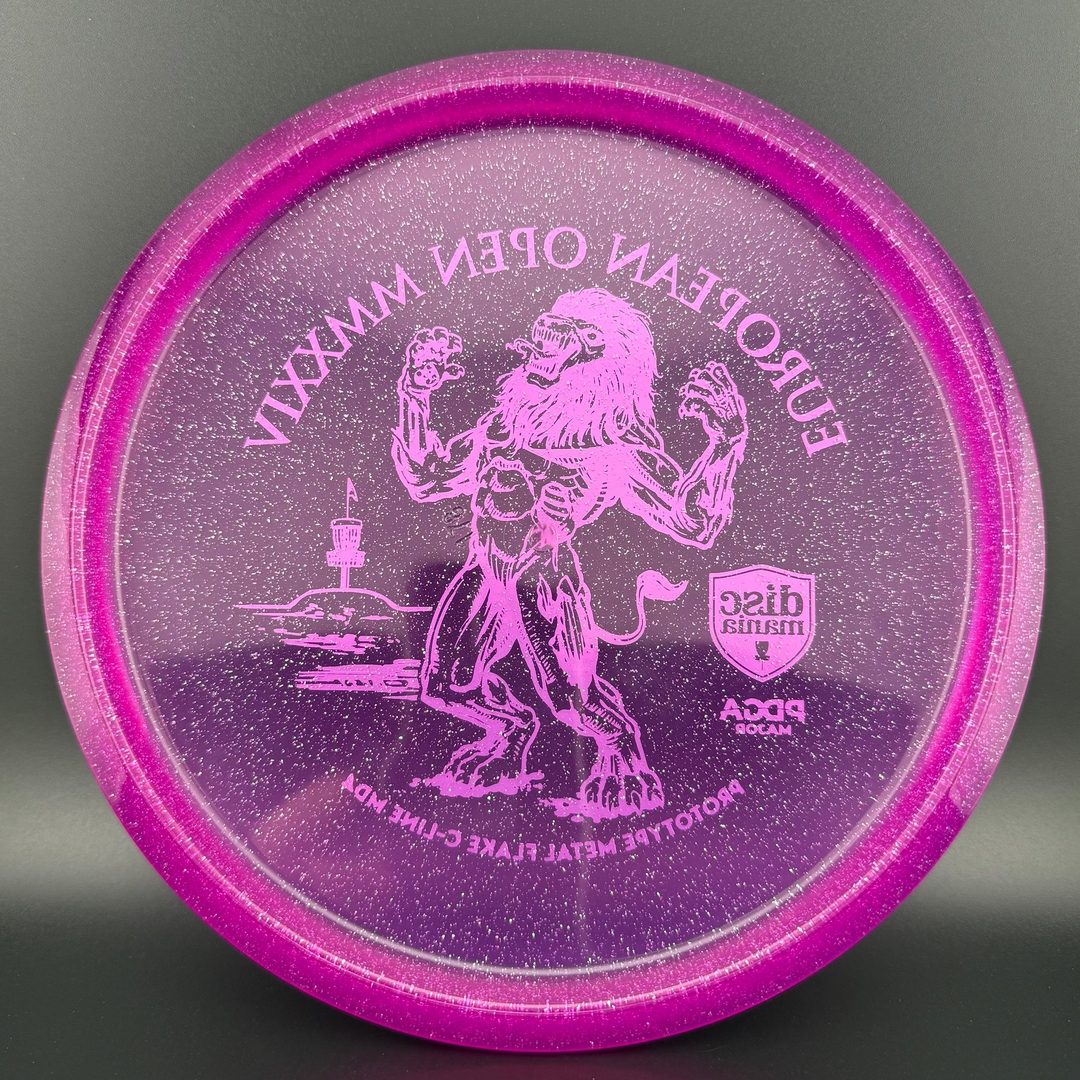 EUROPEAN OPEN MMXXIV
disc
mania
PDGA
MAJOR
PROTOTYPE METAL FLAKE C-LINE MD4